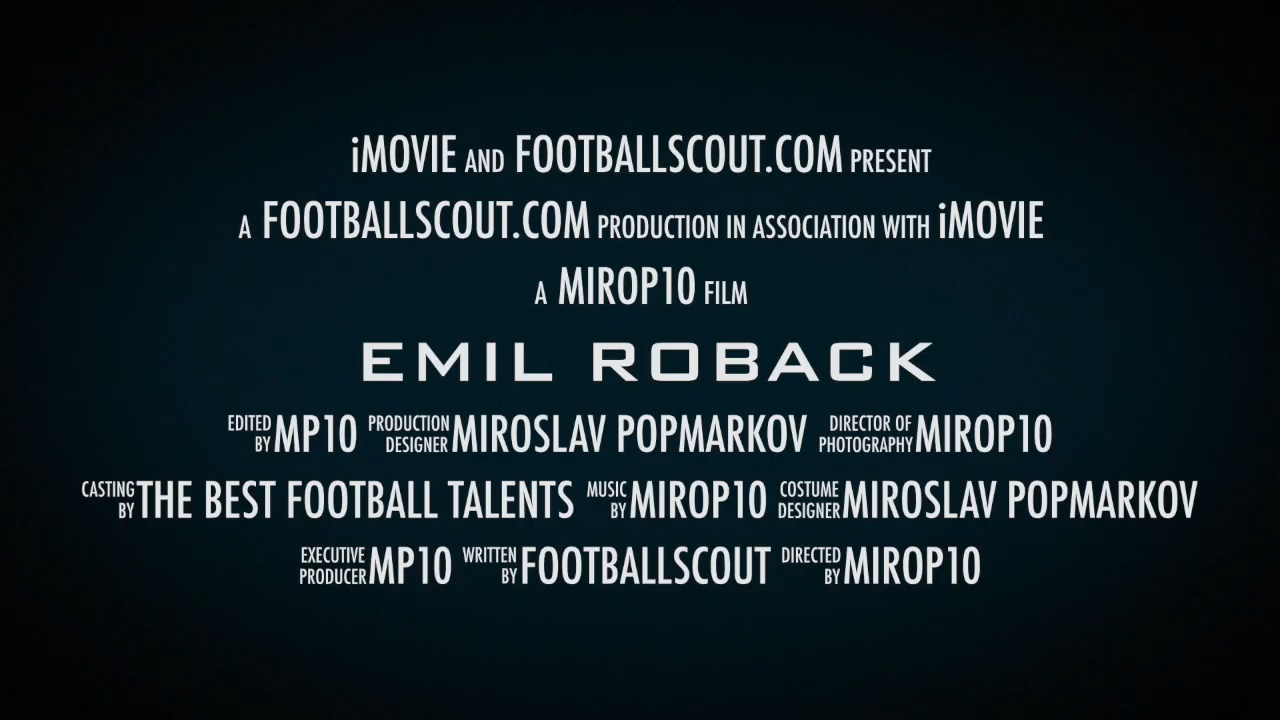 iMOVIE AND FOOTBALLSCOUT.COM PRESENT
A FOOTBALLSCOUT.COM PRODUCTION IN ASSOCIATION WITH iMOVIE
A MIROP10 FILM
EMIL ROBACK
EDITED BY MP10 PRODUCTION DESIGNER MIROSLAV POPMARKOV DIRECTOR OF PHOTOGRAPHY MIROP10
CASTING BY THE BEST FOOTBALL TALENTS MUSIC BY MIROP10 COSTUME DESIGNER MIROSLAV POPMARKOV
EXECUTIVE PRODUCER MP10 WRITTEN BY FOOTBALLSCOUT DIRECTED BY MIROP10